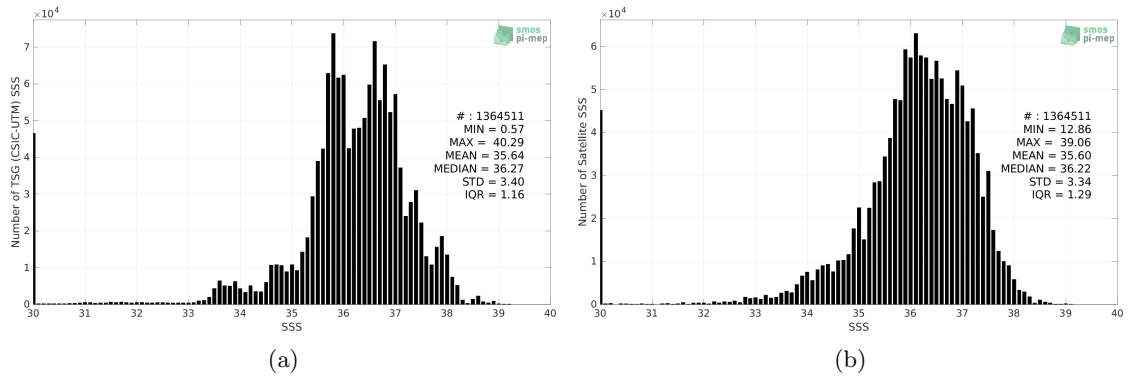 ×10⁴
smos
pi-mep
7
6
5
4
3
2
1
0
Number of TSG (CSIC-UTM) SSS
# : 1364511
MIN = 0.57
MAX = 40.29
MEAN = 35.64
MEDIAN = 36.27
STD = 3.40
IQR = 1.16
30 31 32 33 34 35 36 37 38 39 40
SSS
(a)
×10⁴
smos
pi-mep
6
5
4
3
2
1
0
Number of Satellite SSS
# : 1364511
MIN = 12.86
MAX = 39.06
MEAN = 35.60
MEDIAN = 36.22
STD = 3.34
IQR = 1.29
30 31 32 33 34 35 36 37 38 39 40
SSS
(b)